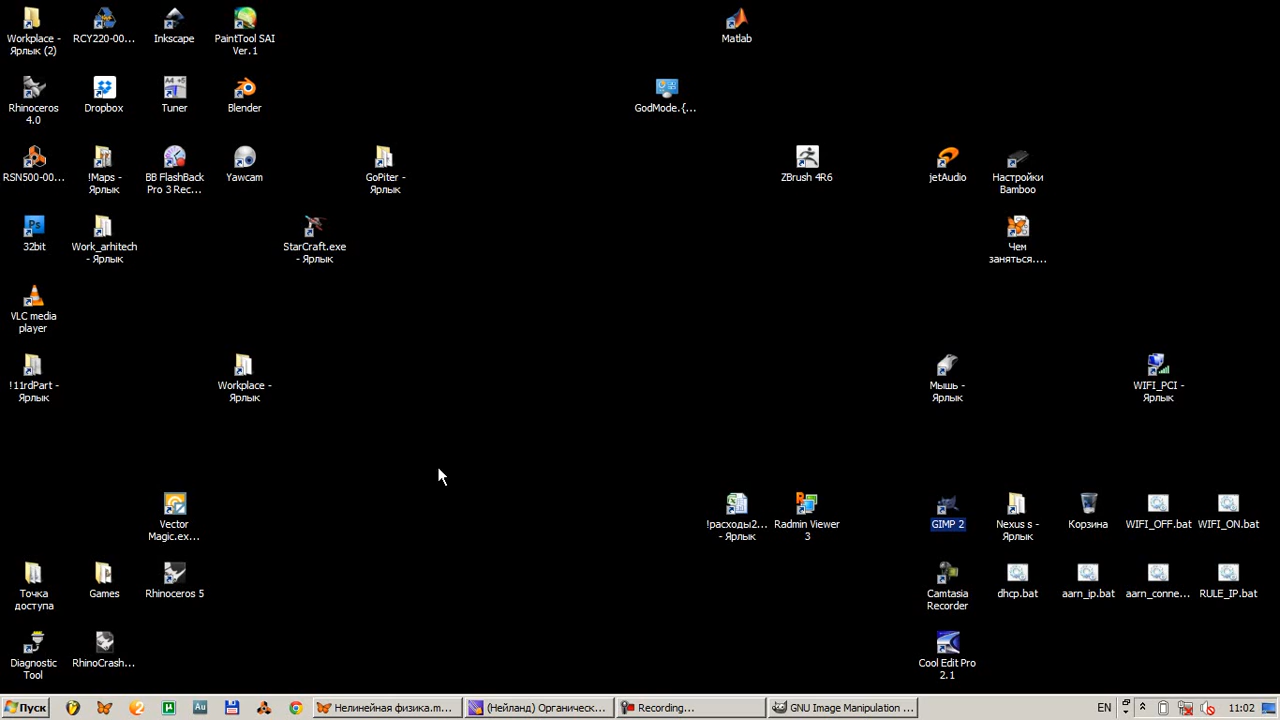 Workplace -
Ярлык (2)
RCY220-00...
Inkscape
PaintTool SAI
Ver.1
Matlab
Rhinoceros
4.0
Dropbox
Tuner
Blender
GodMode.{...
RSN500-00...
!Maps -
Ярлык
BB FlashBack
Pro 3 Rec...
Yawcam
GoPiter -
Ярлык
ZBrush 4R6
jetAudio
Настройки
Bamboo
32bit
Work_arhitech
- Ярлык
StarCraft.exe
- Ярлык
Чем
заняться....
VLC media
player
!11rdPart -
Ярлык
Workplace -
Ярлык
Мышь -
Ярлык
WIFI_PCI -
Ярлык
Vector
Magic.ex...
!расходы2...
- Ярлык
Radmin Viewer
3
GIMP 2
Nexus s -
Ярлык
Корзина
WIFI_OFF.bat
WIFI_ON.bat
Точка
доступа
Games
Rhinoceros 5
Camtasia
Recorder
dhcp.bat
aarn_ip.bat
aarn_conne...
RULE_IP.bat
Diagnostic
Tool
RhinoCrash...
Cool Edit Pro
2.1
Пуск
Нелинейная физика.m...
(Нейланд) Органическ...
Recording...
GNU Image Manipulation ...
EN
11:02